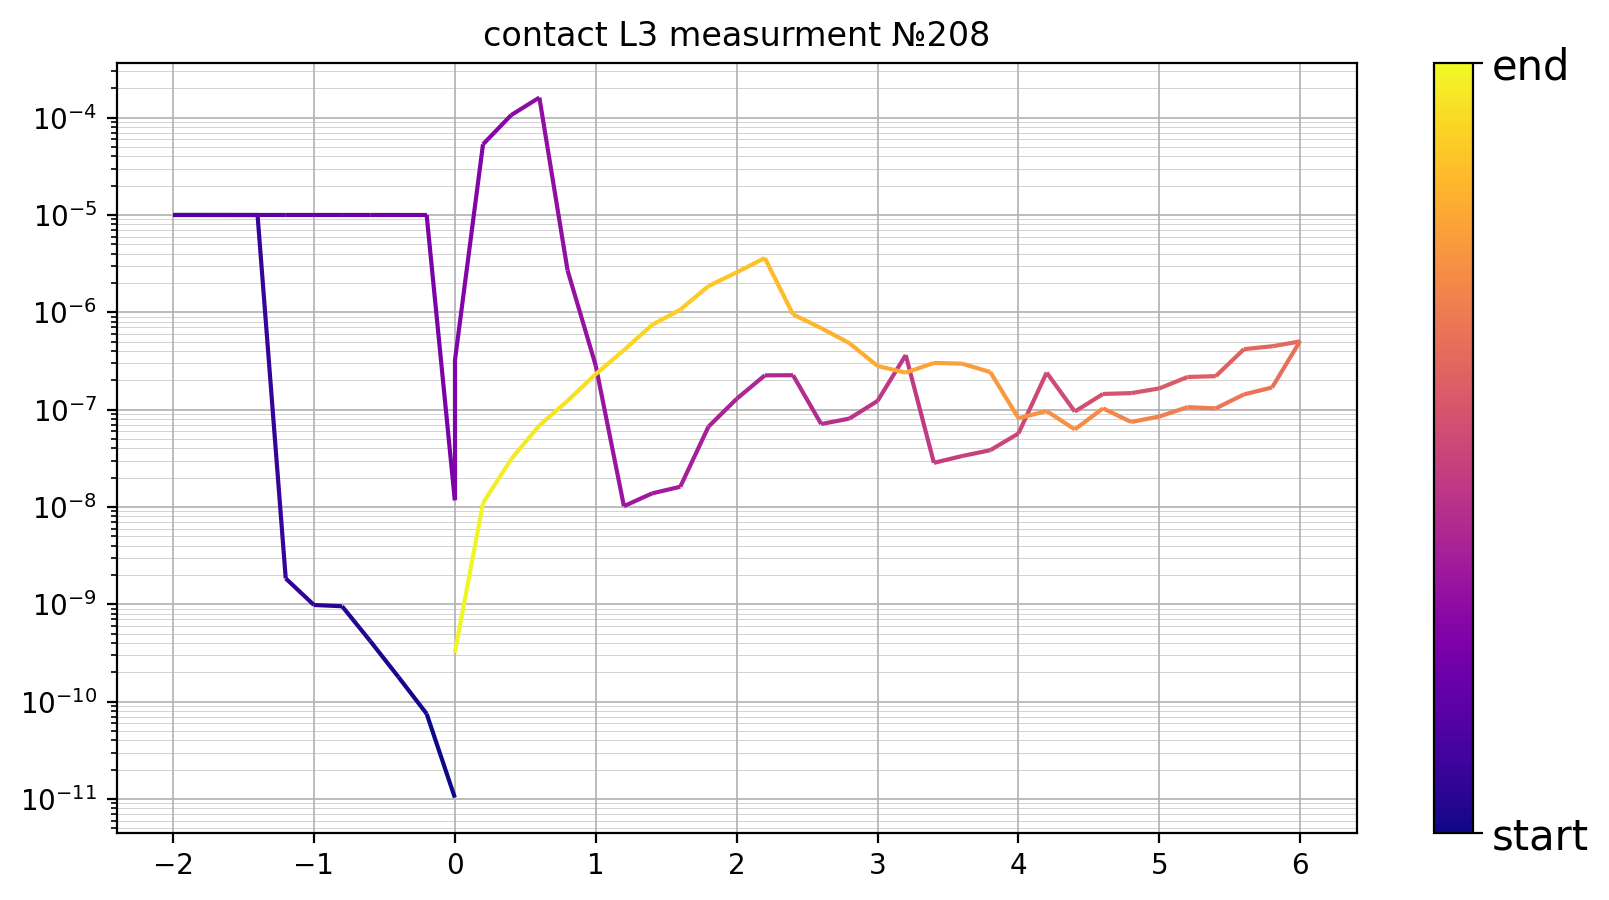 contact L3 measurment №208
10⁻⁴
10⁻⁵
10⁻⁶
10⁻⁷
10⁻⁸
10⁻⁹
10⁻¹⁰
10⁻¹¹
−2 −1 0 1 2 3 4 5 6
end
start